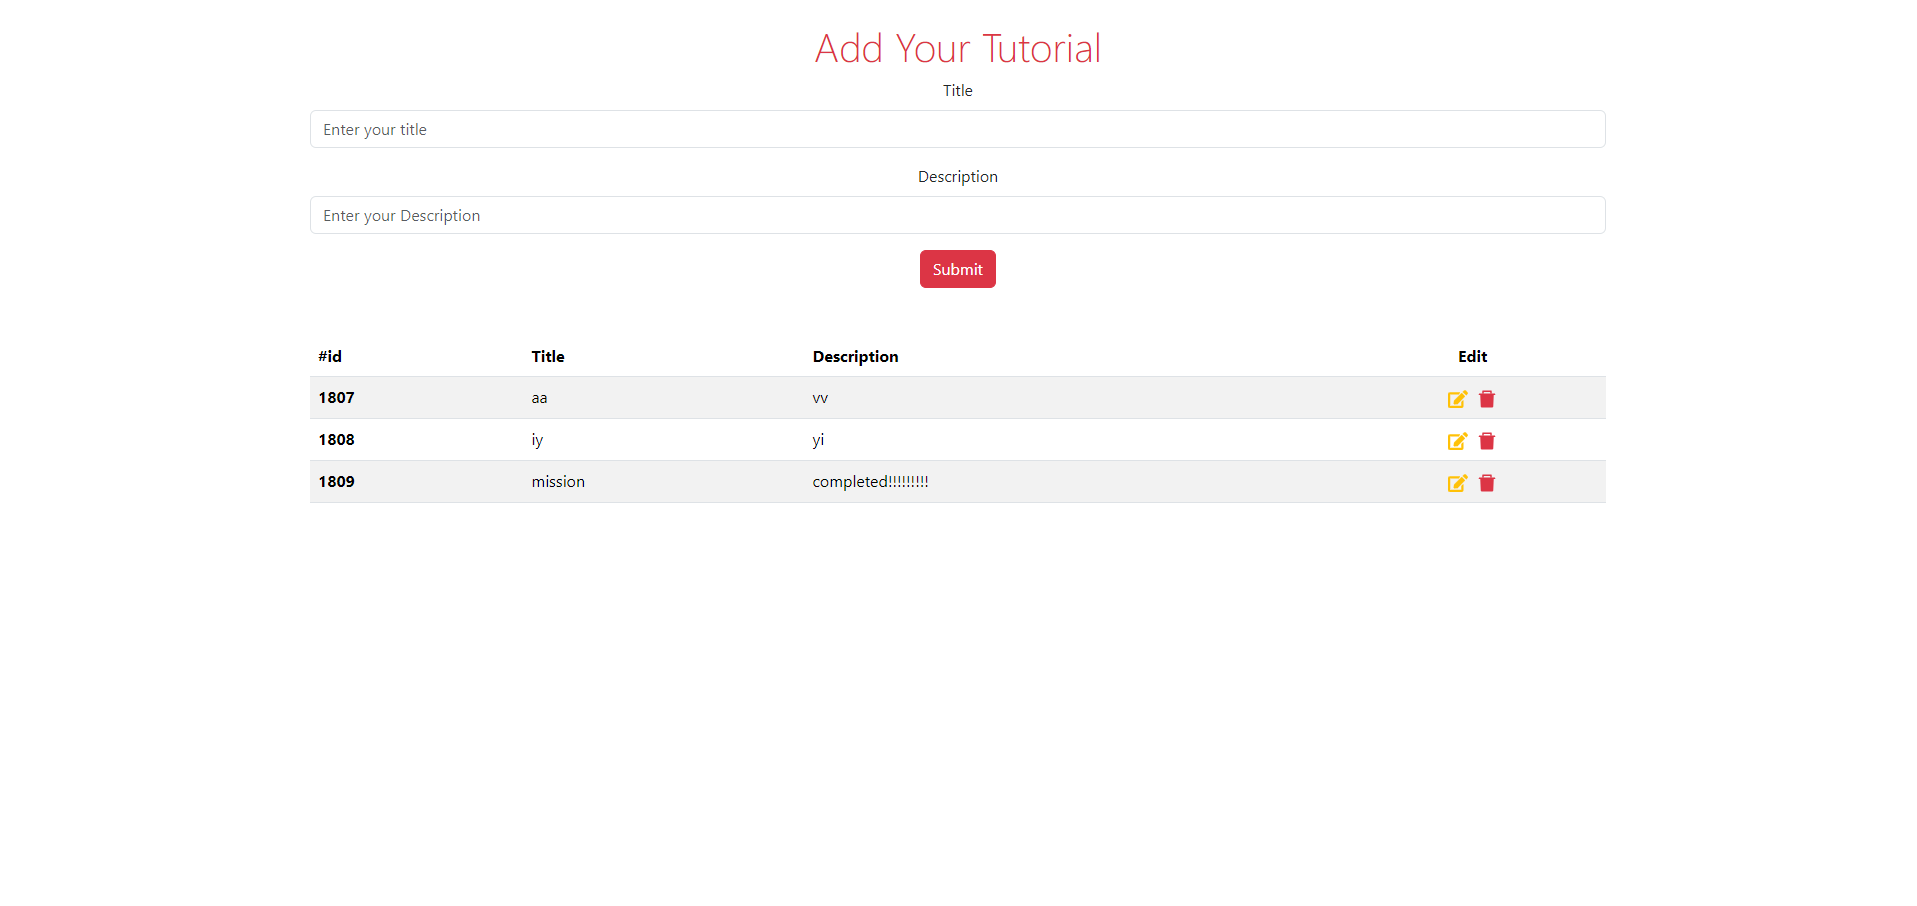 Add Your Tutorial
Title
Enter your title
Description
Enter your Description
Submit
#id Title Description Edit
1807 aa vv
1808 iy yi
1809 mission completed!!!!!!!!!